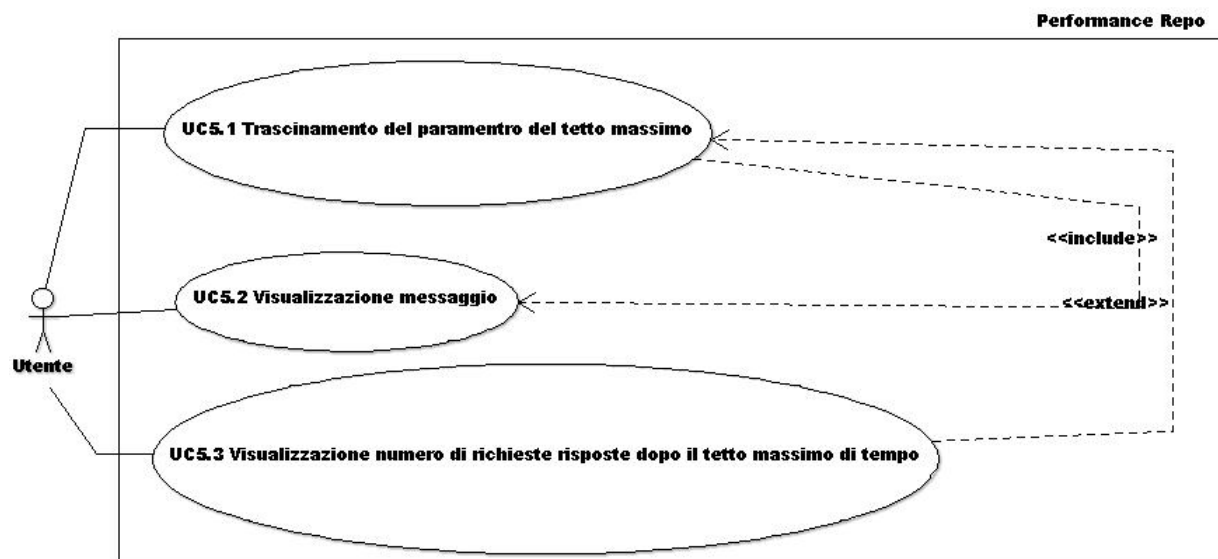 Performance Repo
UC5.1 Trascinamento del paramentro del tetto massimo
<<include>>
UC5.2 Visualizzazione messaggio
<<extend>>
Utente
UC5.3 Visualizzazione numero di richieste risposte dopo il tetto massimo di tempo